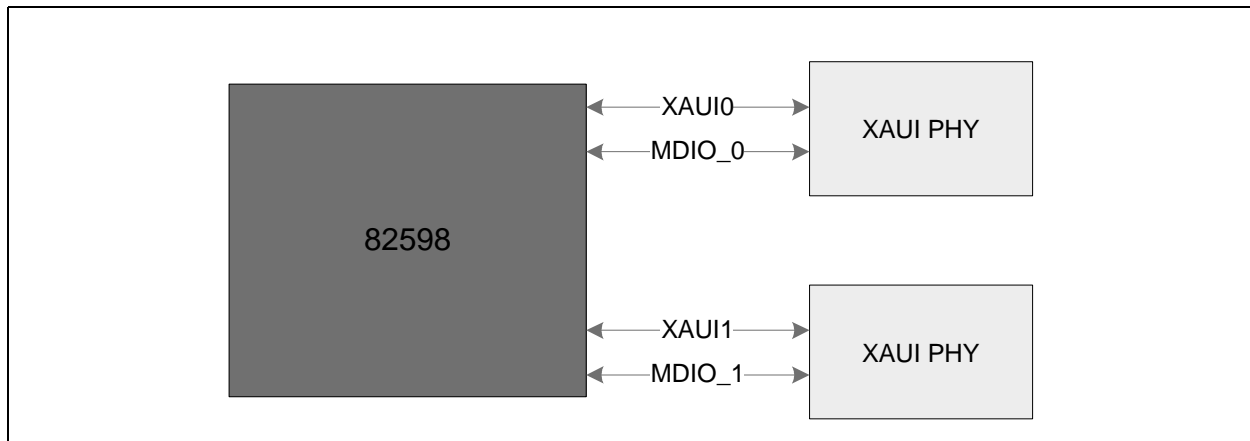 XAUI0
XAUI PHY
MDIO_0
82598
XAUI1
XAUI PHY
MDIO_1